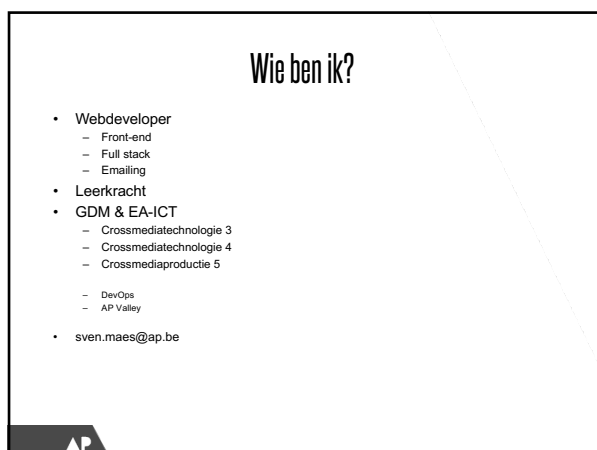 Wie ben ik?
• Webdeveloper
– Front-end
– Full stack
– Emailing
• Leerkracht
• GDM & EA-ICT
– Crossmediatechnologie 3
– Crossmediatechnologie 4
– Crossmediaproductie 5
– DevOps
– AP Valley
• sven.maes@ap.be
AP